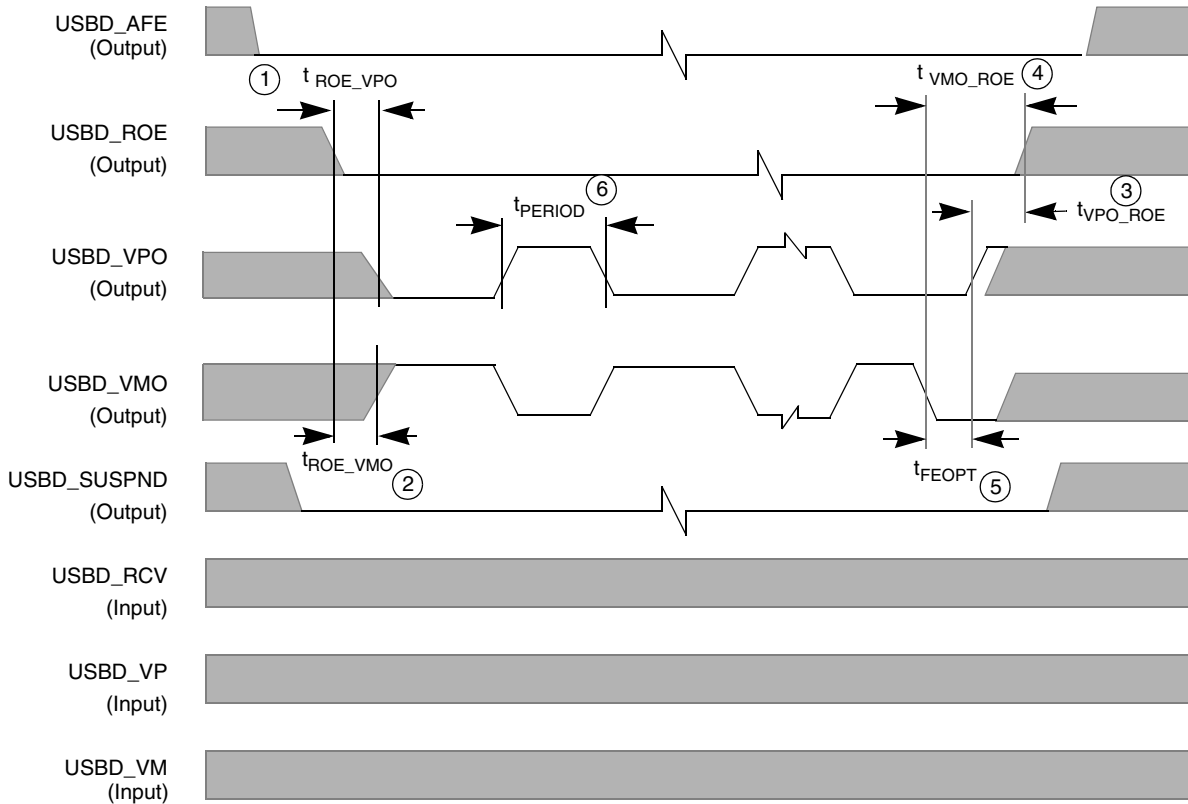 USBD_AFE
(Output)
1
t ROE_VPO
t VMO_ROE
4
USBD_ROE
(Output)
6
tPERIOD
3
tVPO_ROE
USBD_VPO
(Output)
USBD_VMO
(Output)
tROE_VMO
2
tFEOPT
5
USBD_SUSPND
(Output)
USBD_RCV
(Input)
USBD_VP
(Input)
USBD_VM
(Input)